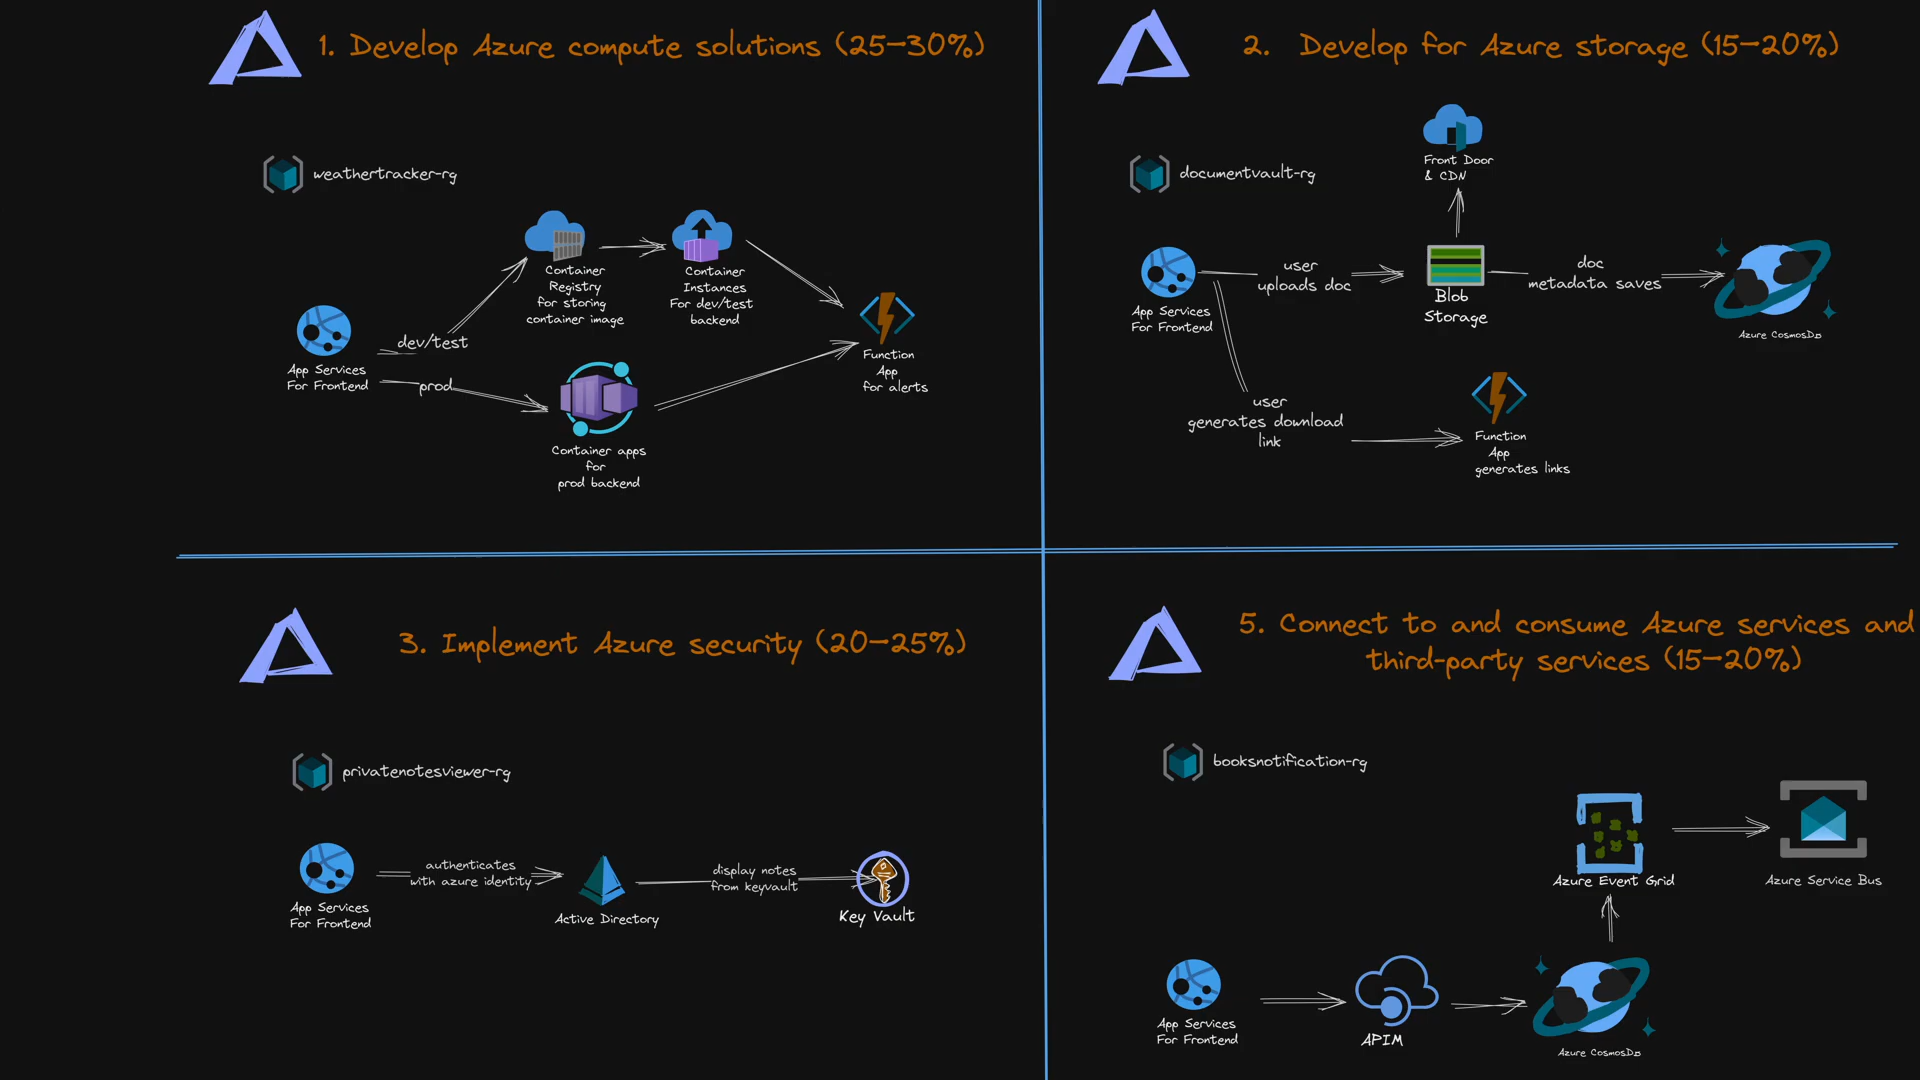 1. Develop Azure compute solutions (25-30%)
weathertracker-rg
Container
Registry
for storing
container image
Container
Instances
For dev/test
backend
App Services
For Frontend
dev/test
prod
Container apps
for
prod backend
Function
App
for alerts
2. Develop for Azure storage (15-20%)
documentvault-rg
Front Door
& CDN
App Services
For Frontend
user
uploads doc
Blob
Storage
doc
metadata saves
Azure CosmosDb
user
generates download
link
Function
App
generates links
3. Implement Azure security (20-25%)
privatenotesviewer-rg
App Services
For Frontend
authenticates
with azure identity
Active Directory
display notes
from keyvault
Key Vault
5. Connect to and consume Azure services and
third-party services (15-20%)
booksnotification-rg
Azure Event Grid
Azure Service Bus
App Services
For Frontend
APIM
Azure CosmosDb